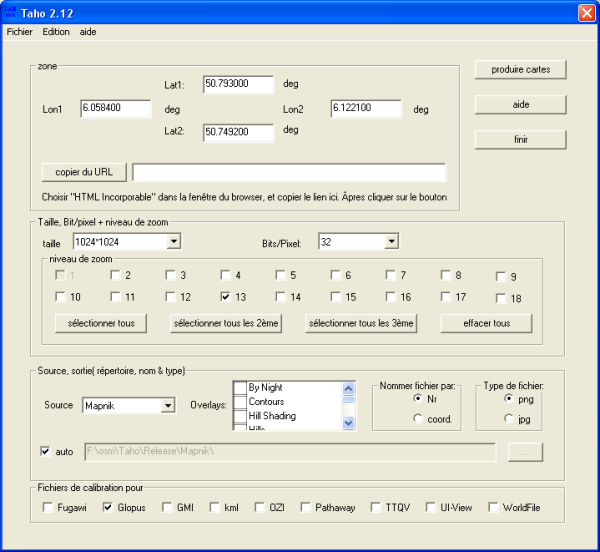 Taho 2.12
Fichier Edition aide
zone
Lat1: 50.793000 deg
Lon1 6.058400 deg
Lon2 6.122100 deg
Lat2: 50.749200 deg
produire cartes
aide
finir
copier du URL
Choisir "HTML Incorporable" dans la fenêtre du browser, et copier le lien ici. Âpres cliquer sur le bouton
Taille, Bit/pixel + niveau de zoom
taille 1024*1024 Bits/Pixel: 32
niveau de zoom
1 2 3 4 5 6 7 8 9
10 11 12 13 14 15 16 17 18
sélectionner tous sélectionner tous les 2ème sélectionner tous les 3ème effacer tous
Source, sortie( répertoire, nom & type)
Source Mapnik
Overlays: By Night
Contours
Hill Shading
Nommer fichier par:
Nr
coord.
Type de fichier:
png
jpg
auto F:\osm\Taho\Release\Mapnik\ ...
Fichiers de calibration pour
Fugawi Glopus GMI kml OZI Pathaway TTQV UI-View WorldFile